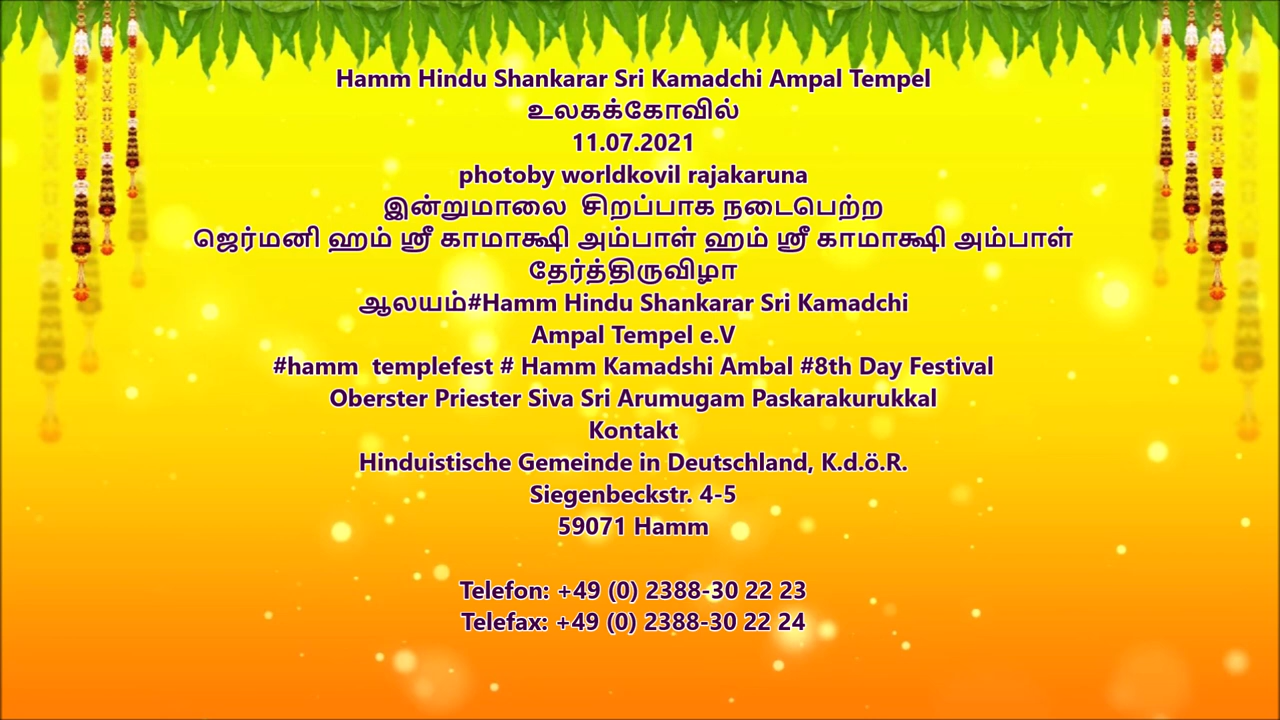 Hamm Hindu Shankarar Sri Kamadchi Ampal Tempel
உலகக்கோவில்
11.07.2021
photoby worldkovil rajakaruna
இன்றுமாலை  சிறப்பாக நடைபெற்ற
ஜெர்மனி ஹம் ஸ்ரீ காமாக்ஷி அம்பாள் ஹம் ஸ்ரீ காமாக்ஷி அம்பாள்
தேர்த்திருவிழா
ஆலயம்#Hamm Hindu Shankarar Sri Kamadchi
Ampal Tempel e.V
#hamm  templefest # Hamm Kamadshi Ambal #8th Day Festival
Oberster Priester Siva Sri Arumugam Paskarakurukkal
Kontakt
Hinduistische Gemeinde in Deutschland, K.d.ö.R.
Siegenbeckstr. 4-5
59071 Hamm
Telefon: +49 (0) 2388-30 22 23
Telefax: +49 (0) 2388-30 22 24